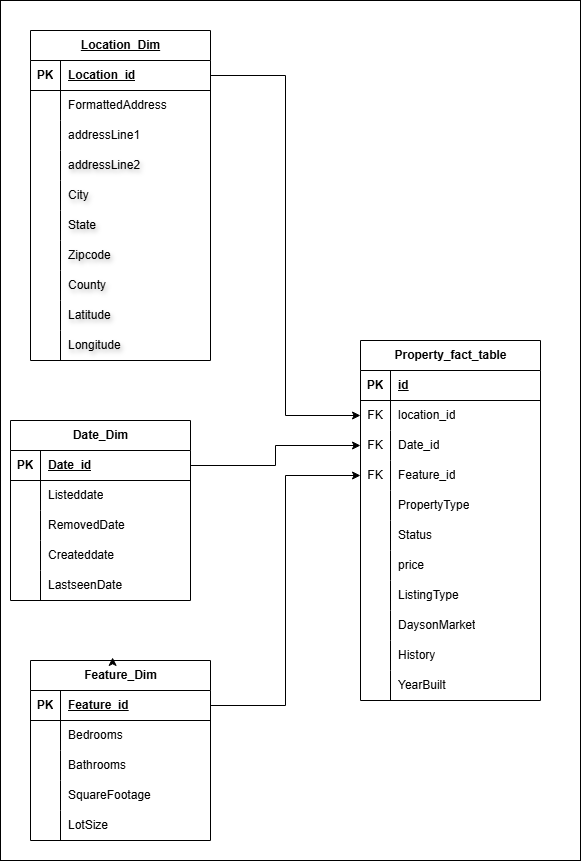 Location_Dim
PK Location_id
FormattedAddress
addressLine1
addressLine2
City
State
Zipcode
County
Latitude
Longitude
Date_Dim
PK Date_id
Listeddate
RemovedDate
Createddate
LastseenDate
Feature_Dim
PK Feature_id
Bedrooms
Bathrooms
SquareFootage
LotSize
Property_fact_table
PK id
FK location_id
FK Date_id
FK Feature_id
PropertyType
Status
price
ListingType
DaysonMarket
History
YearBuilt